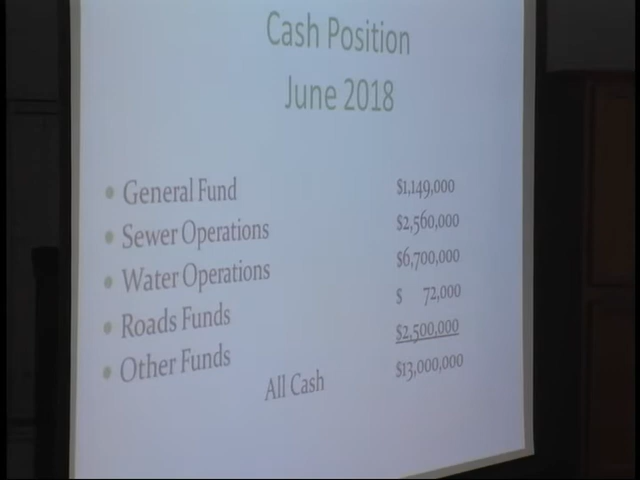 Cash Position
June 2018
• General Fund $1,149,000
• Sewer Operations $2,560,000
• Water Operations $6,700,000
• Roads Funds $ 72,000
• Other Funds $2,500,000
All Cash $13,000,000